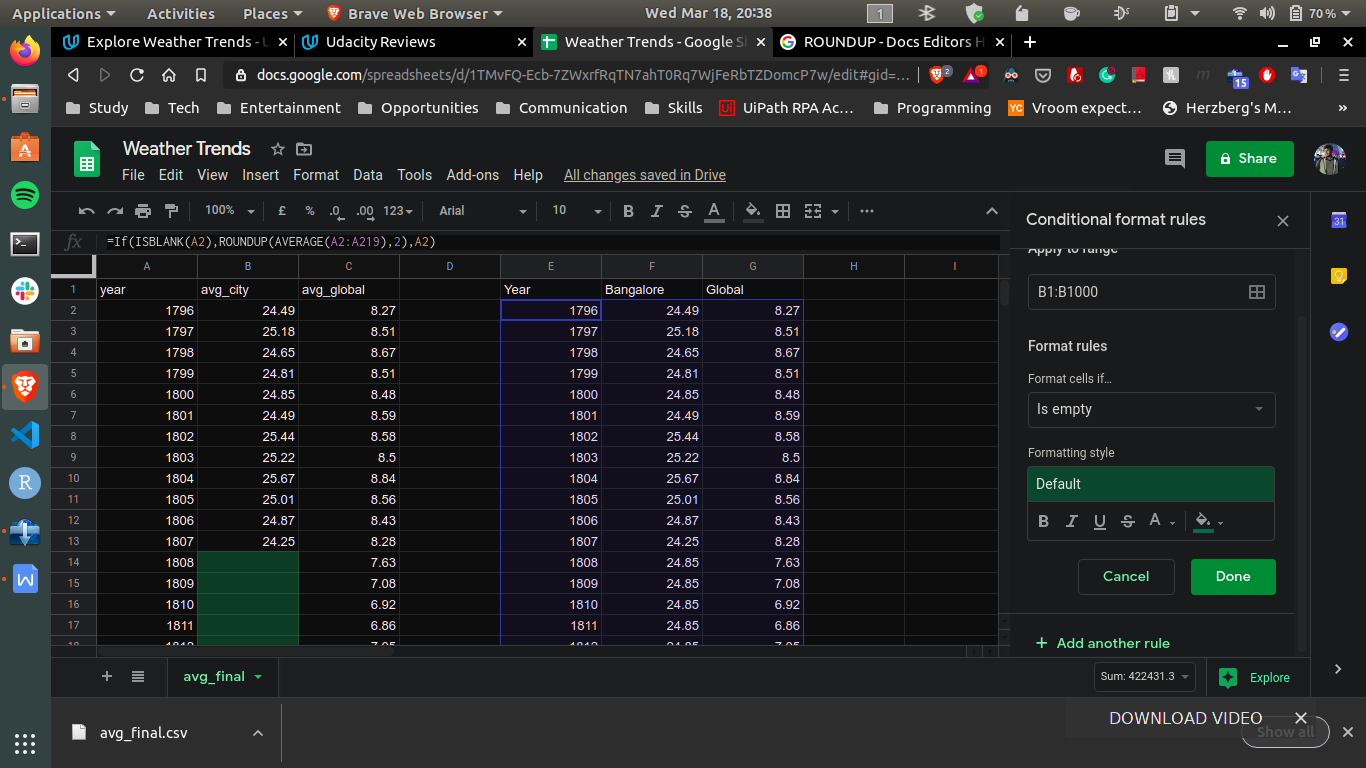 Applications Activities Places Brave Web Browser Wed Mar 18, 20:38 1 70 %
Explore Weather Trends - U Udacity Reviews Weather Trends - Google Sh ROUNDUP - Docs Editors H
docs.google.com/spreadsheets/d/1TMvFQ-Ecb-7ZWxrfRqTN7ahT0Rq7WjFeRbTZDomcP7w/edit#gid=... 2 1 15
Study Tech Entertainment Opportunities Communication Skills UiPath RPA Ac... Programming YC Vroom expect... Herzberg's M... »
Weather Trends
File Edit View Insert Format Data Tools Add-ons Help All changes saved in Drive
Share
100% £ % .0 .00 123 Arial 10 B I S A
fx =If(ISBLANK(A2),ROUNDUP(AVERAGE(A2:A219),2),A2)
A B C D E F G H I
1 year avg_city avg_global Year Bangalore Global
2 1796 24.49 8.27 1796 24.49 8.27
3 1797 25.18 8.51 1797 25.18 8.51
4 1798 24.65 8.67 1798 24.65 8.67
5 1799 24.81 8.51 1799 24.81 8.51
6 1800 24.85 8.48 1800 24.85 8.48
7 1801 24.49 8.59 1801 24.49 8.59
8 1802 25.44 8.58 1802 25.44 8.58
9 1803 25.22 8.5 1803 25.22 8.5
10 1804 25.67 8.84 1804 25.67 8.84
11 1805 25.01 8.56 1805 25.01 8.56
12 1806 24.87 8.43 1806 24.87 8.43
13 1807 24.25 8.28 1807 24.25 8.28
14 1808 7.63 1808 24.85 7.63
15 1809 7.08 1809 24.85 7.08
16 1810 6.92 1810 24.85 6.92
17 1811 6.86 1811 24.85 6.86
Conditional format rules
Apply to range
B1:B1000
Format rules
Format cells if…
Is empty
Formatting style
Default
B I U S A
Cancel Done
+ Add another rule
31
avg_final
Sum: 422431.3
Explore
avg_final.csv
DOWNLOAD VIDEO
Show all